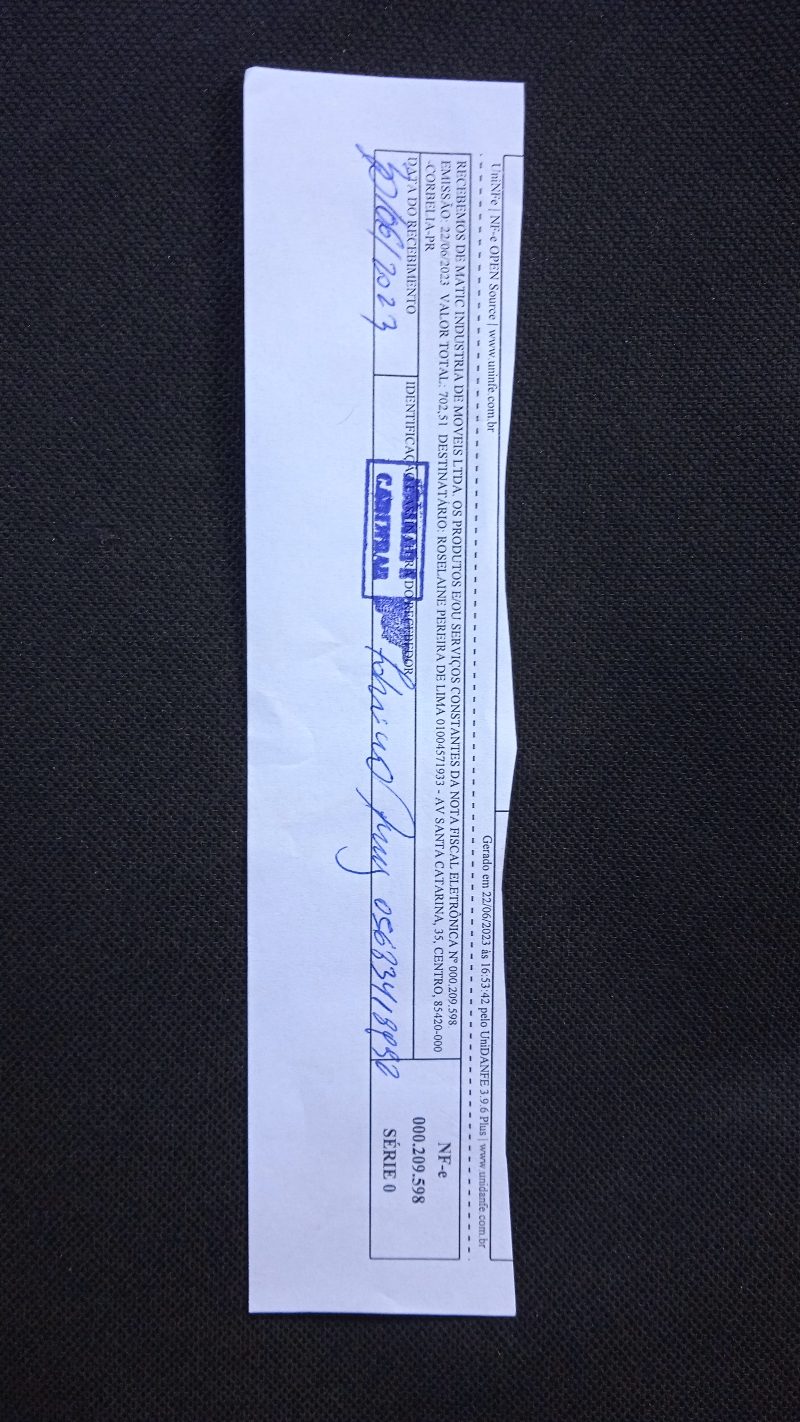 UniNFe | NF-e OPEN Source | www.uninfe.com.br
Gerado em 22/06/2023 às 16:53:42 pelo UniDANFE 3.9.6 Plus | www.unidanfe.com.br
RECEBEMOS DE MATIC INDUSTRIA DE MOVEIS LTDA. OS PRODUTOS E/OU SERVIÇOS CONSTANTES DA NOTA FISCAL ELETRÔNICA Nº 000.209.598
EMISSÃO: 22/06/2023 VALOR TOTAL: 702,51 DESTINATÁRIO: ROSELAINE PEREIRA DE LIMA 01004571933 - AV SANTA CATARINA, 35, CENTRO, 85420-000
-CORBELIA-PR
DATA DO RECEBIMENTO
/06/2023
IDENTIFICAÇÃO E ASSINATURA DO RECEBEDOR
NF-e
000.209.598
SÉRIE 0